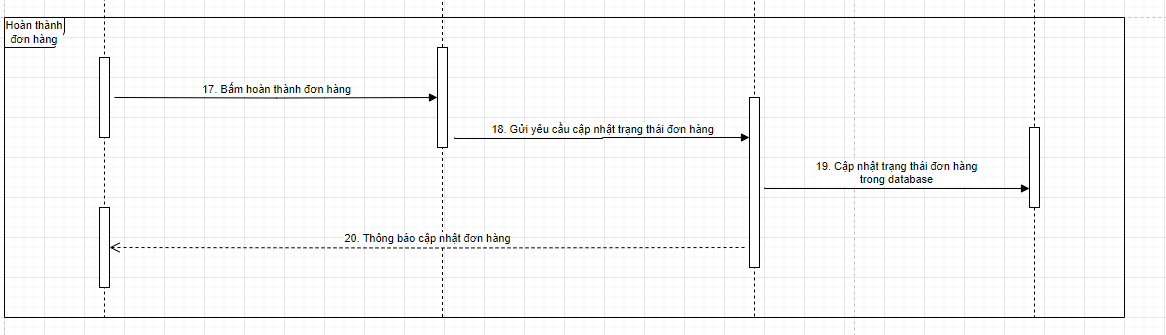 Hoàn thành
đơn hàng
17. Bấm hoàn thành đơn hàng
18. Gửi yêu cầu cập nhật trạng thái đơn hàng
19. Cập nhật trạng thái đơn hàng
trong database
20. Thông báo cập nhật đơn hàng